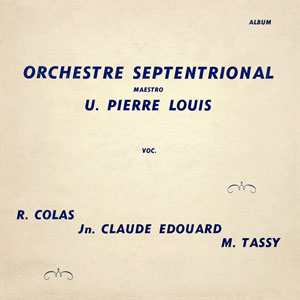 ALBUM
ORCHESTRE SEPTENTRIONAL
MAESTRO
U. PIERRE LOUIS
VOC.
R. COLAS
Jn. CLAUDE EDOUARD
M. TASSY